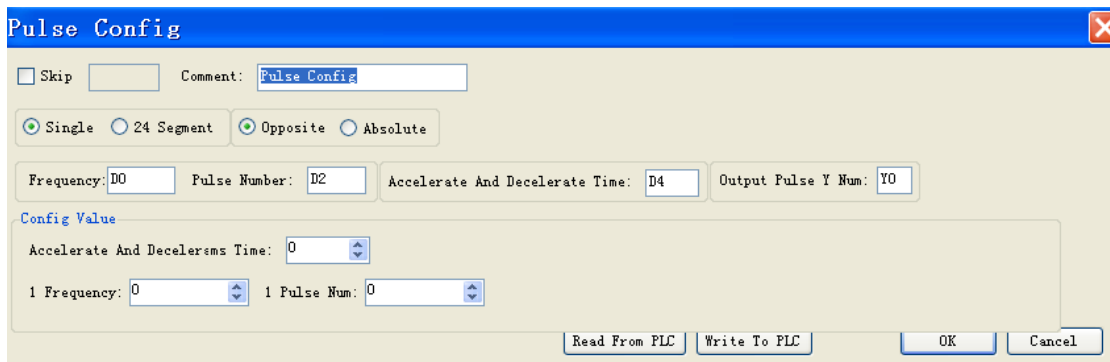 Pulse Config
Skip Comment: Pulse Config
Single 24 Segment Opposite Absolute
Frequency: D0 Pulse Number: D2 Accelerate And Decelerate Time: D4 Output Pulse Y Num: Y0
Config Value
Accelerate And Decelersms Time: 0
1 Frequency: 0 1 Pulse Num: 0
Read From PLC Write To PLC OK Cancel